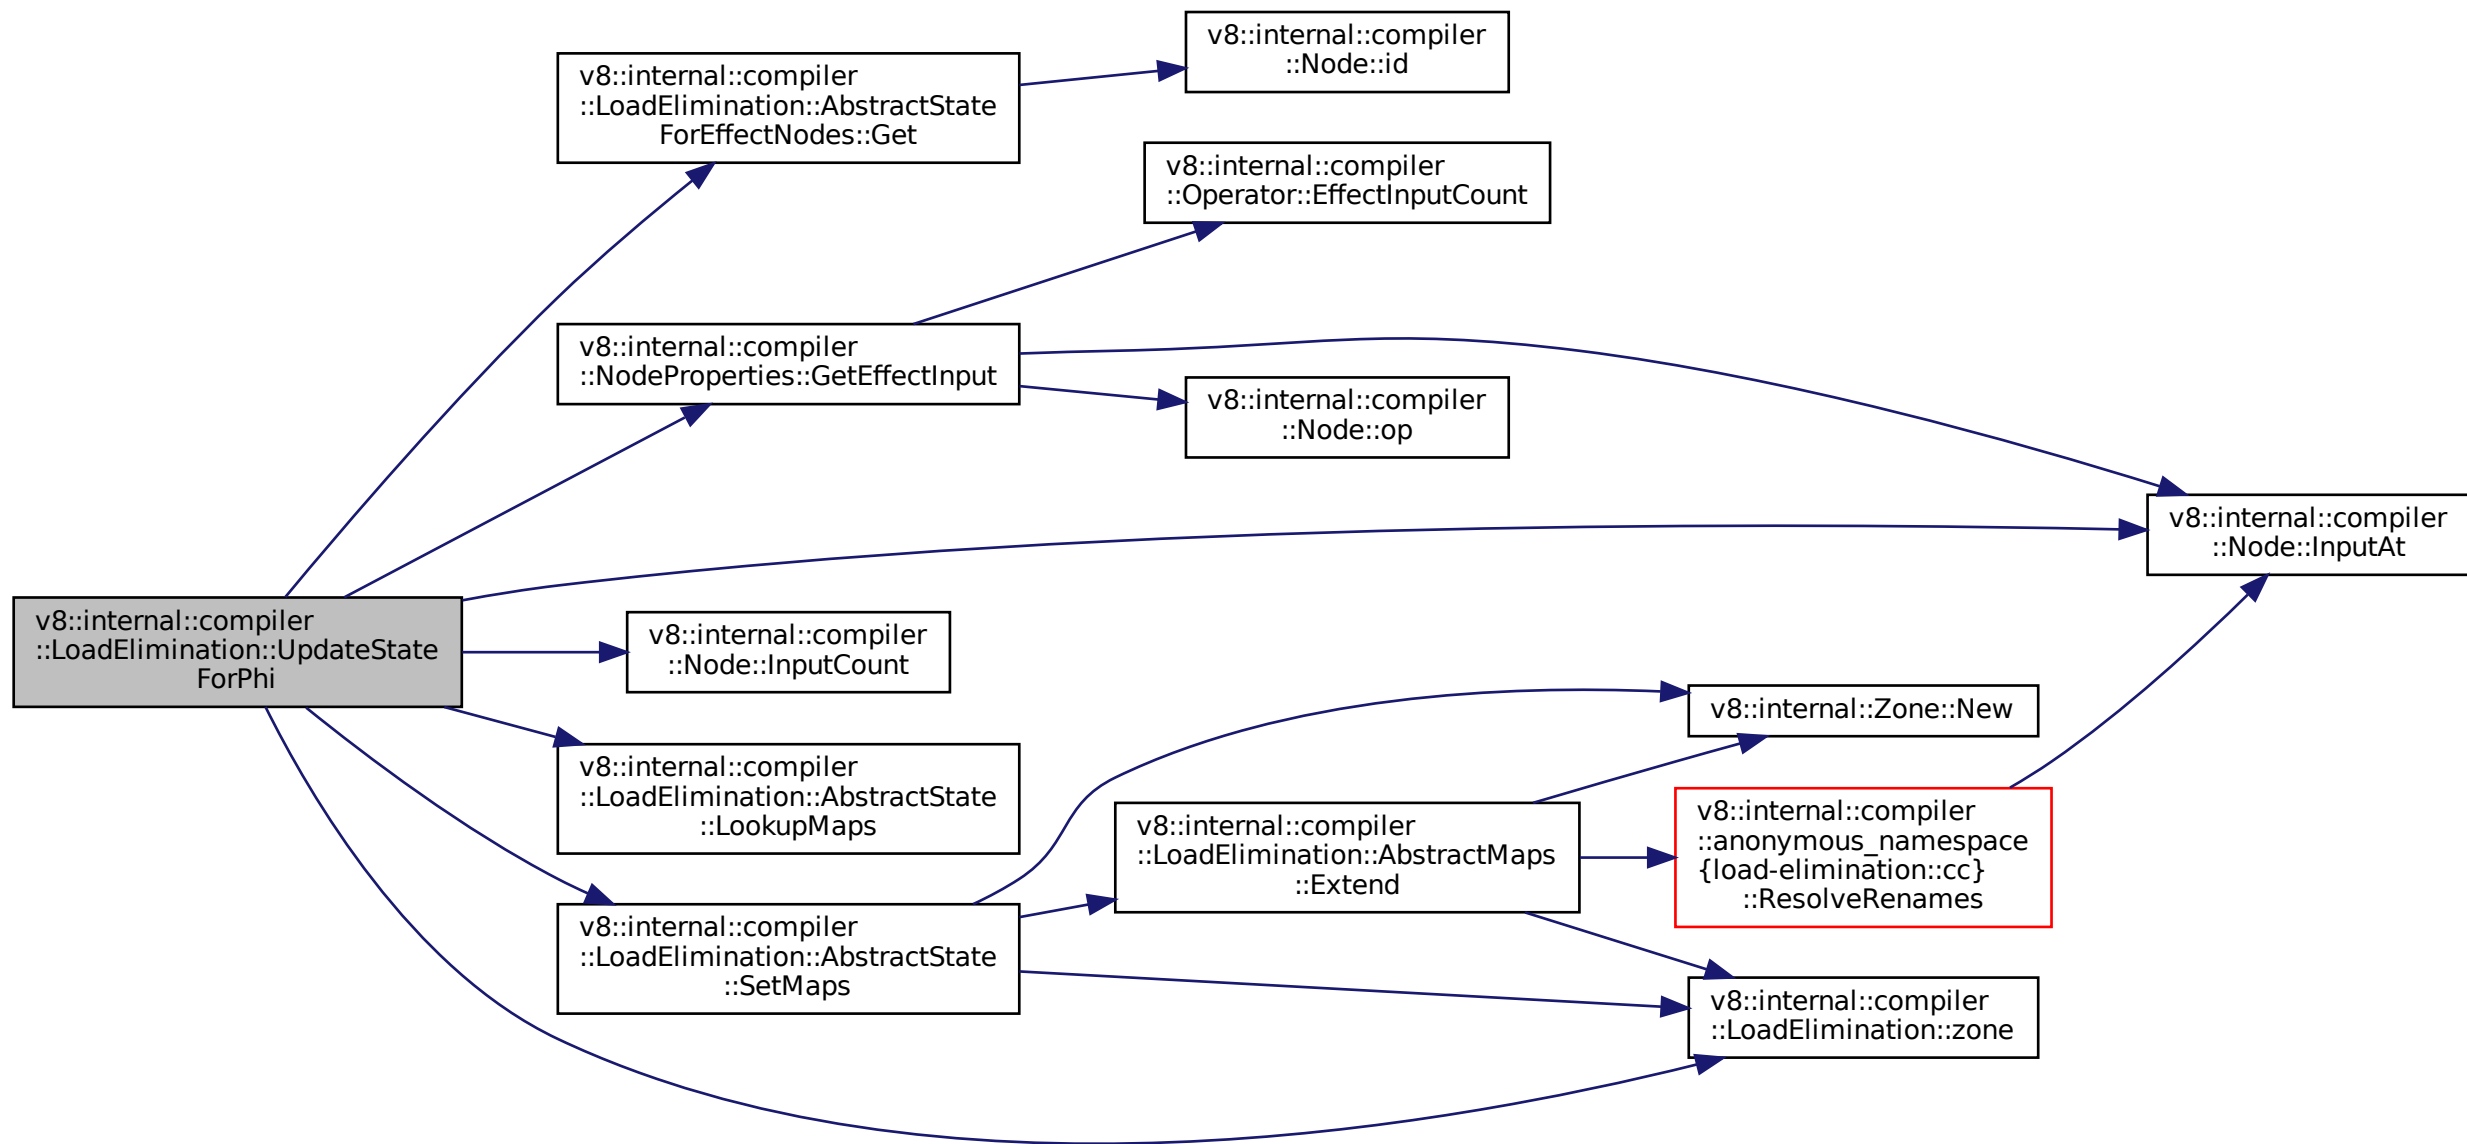 v8::internal::compiler
::LoadElimination::UpdateState
ForPhi
v8::internal::compiler
::LoadElimination::AbstractState
ForEffectNodes::Get
v8::internal::compiler
::Node::id
v8::internal::compiler
::NodeProperties::GetEffectInput
v8::internal::compiler
::Operator::EffectInputCount
v8::internal::compiler
::Node::op
v8::internal::compiler
::Node::InputAt
v8::internal::compiler
::Node::InputCount
v8::internal::compiler
::LoadElimination::AbstractState
::LookupMaps
v8::internal::compiler
::LoadElimination::AbstractState
::SetMaps
v8::internal::compiler
::LoadElimination::AbstractMaps
::Extend
v8::internal::Zone::New
v8::internal::compiler
::anonymous_namespace
{load-elimination::cc}
::ResolveRenames
v8::internal::compiler
::LoadElimination::zone